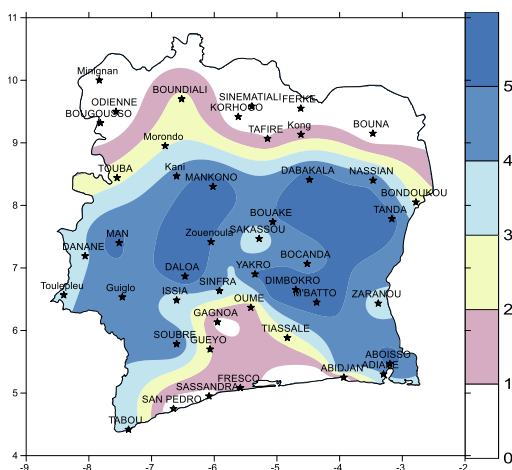 11
5
Minignan
10
BOUNDIALI
SINEMATIALI
FERKE
ODIENNE
KORHOGO
BOUGOUSSO
TAFIRE
Kong
BOUNA
Morondo
9
4
TOUBA
Kani
MANKONO
DABAKALA
NASSIAN
BONDOUKOU
8
BOUAKE
TANDA
MAN
Zouenoula
SAKASSOU
3
DANANE
DALOA
YAKRO
BOCANDA
7
Toulepleu
Guiglo
ISSIA
SINFRA
DIMBOKRO
M'BATTO
ZARANOU
OUME
2
GAGNOA
6
TIASSALE
SOUBRE
GUEYO
ABOISSO
ABIDJAN
ADIAKE
1
FRESCO
SASSANDRA
5
SAN PEDRO
TABOU
4
0
-9 -8 -7 -6 -5 -4 -3 -2